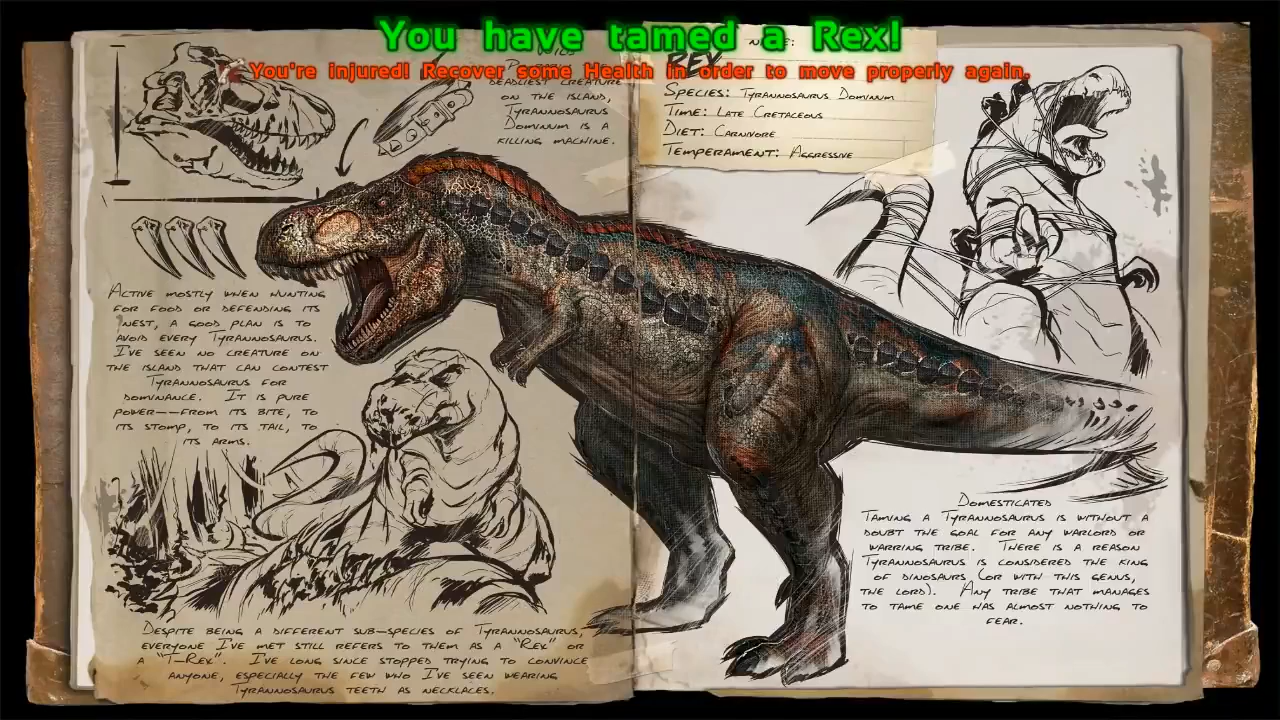 You have tamed a Rex!
You're injured! Recover some Health in order to move properly again.
Wild
deadliest creature
on the island,
Tyrannosaurus
Dominum is a
killing machine.
Name:
Rex
Species: Tyrannosaurus Dominum
Time: Late Cretaceous
Diet: Carnivore
Temperament: Aggressive
Active mostly when hunting
for food or defending its
nest, a good plan is to
avoid every Tyrannosaurus.
I've seen no creature on
the island that can contest
Tyrannosaurus for
dominance. It is pure
power--from its bite, to
its stomp, to its tail, to
its arms.
Despite being a different sub-species of Tyrannosaurus,
everyone I've met still refers to them as a "Rex" or
a "T-Rex". I've long since stopped trying to convince
anyone, especially the few who I've seen wearing
Tyrannosaurus teeth as necklaces.
Domesticated
Taming a Tyrannosaurus is without a
doubt the goal for any warlord or
warring tribe. There is a reason
Tyrannosaurus is considered the king
of dinosaurs (or with this genus,
the lord). Any tribe that manages
to tame one has almost nothing to
fear.